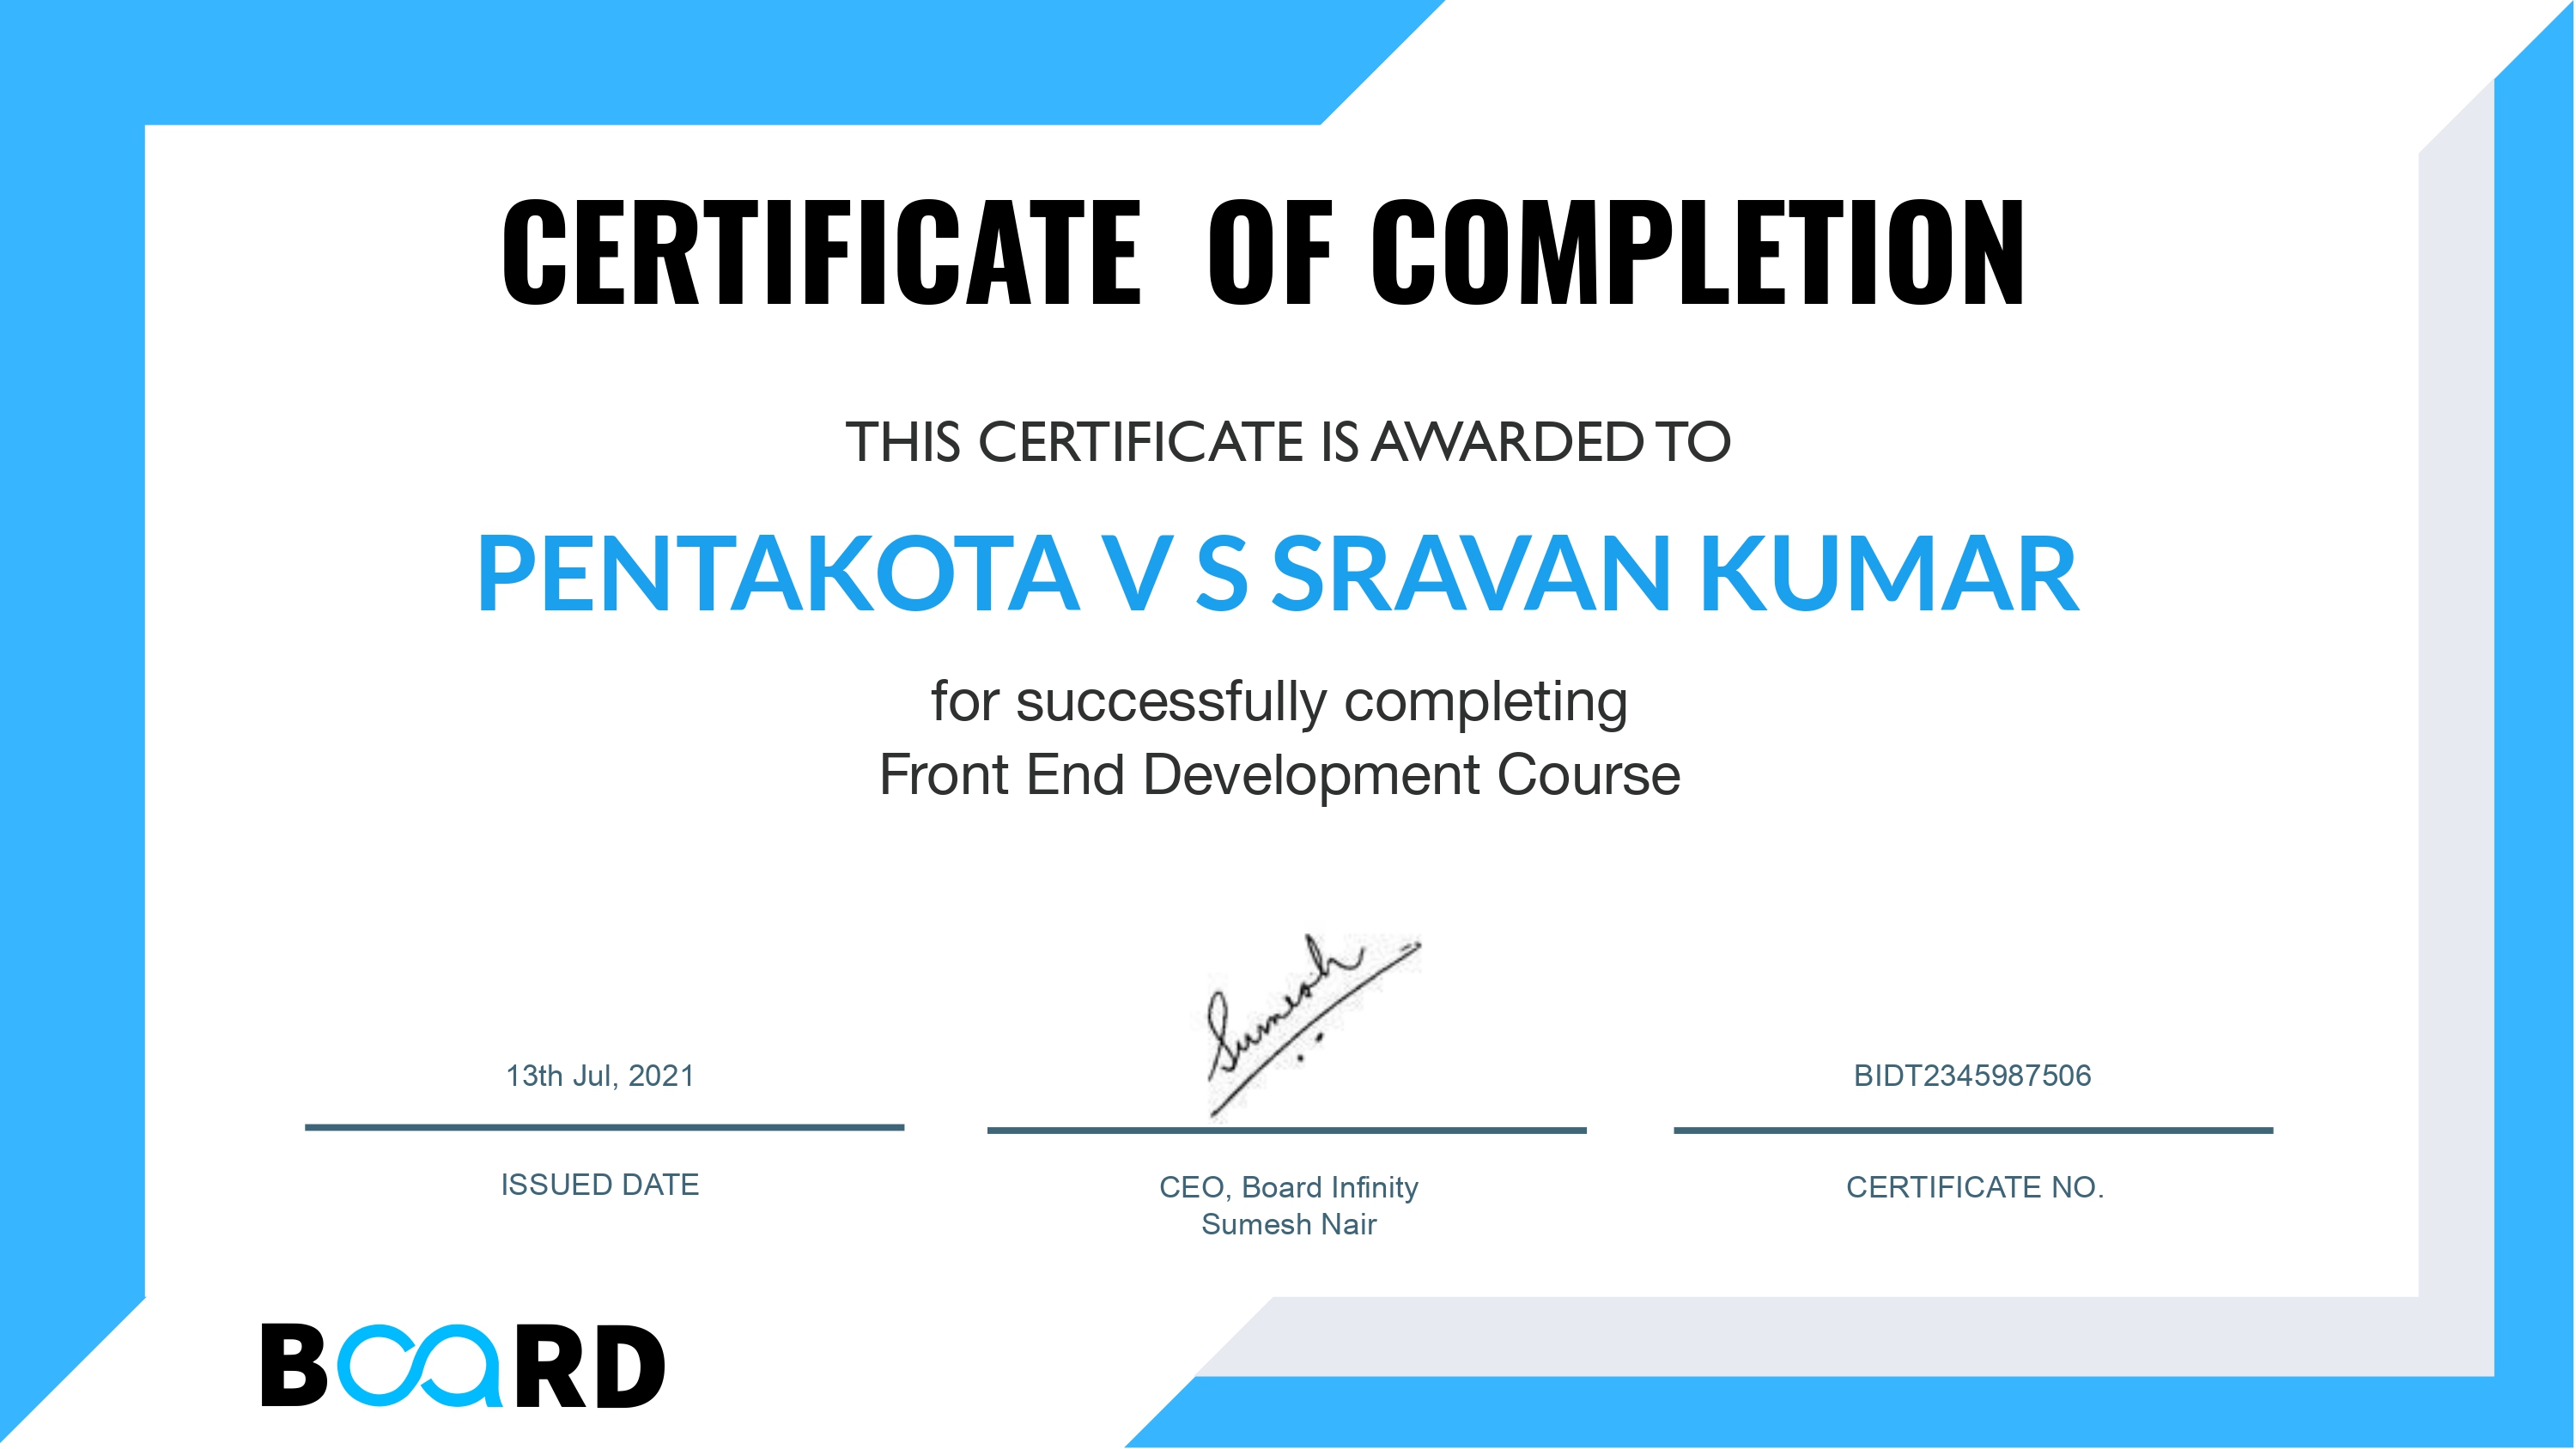 CERTIFICATE OF COMPLETION
THIS CERTIFICATE IS AWARDED TO
PENTAKOTA V S SRAVAN KUMAR
for successfully completing
Front End Development Course
Sumesh
13th Jul, 2021
BIDT2345987506
ISSUED DATE
CEO, Board Infinity
Sumesh Nair
CERTIFICATE NO.
BOARD